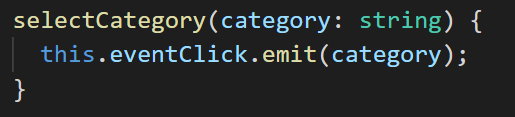 selectCategory(category: string) {
  this.eventClick.emit(category);
}